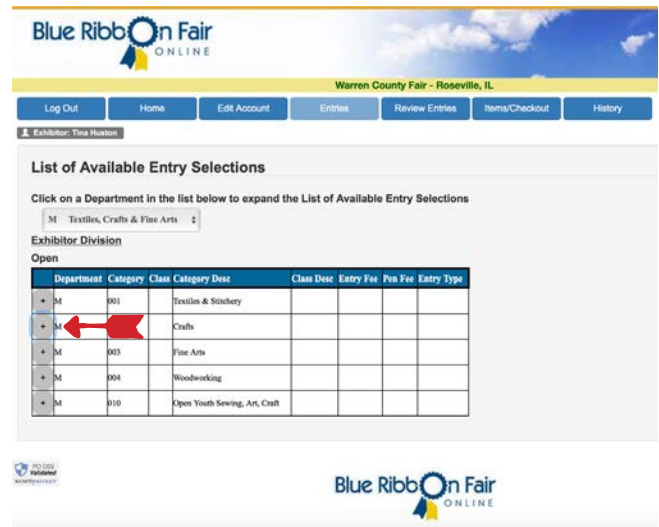 Blue Ribbon Fair
ONLINE
Warren County Fair - Roseville, IL
Log Out Home Edit Account Entries Review Entries Items/Checkout History
Exhibitor: Tina Huston
List of Available Entry Selections
Click on a Department in the list below to expand the List of Available Entry Selections
M Textiles, Crafts & Fine Arts
Exhibitor Division
Open
Department Category Class Category Desc Class Desc Entry Fee Pen Fee Entry Type
+ M 001 Textiles & Stitchery
+ M Crafts
+ M 003 Fine Arts
+ M 004 Woodworking
+ M 010 Open Youth Sewing, Art, Craft
PCI DSS
Validated
Blue Ribbon Fair
ONLINE